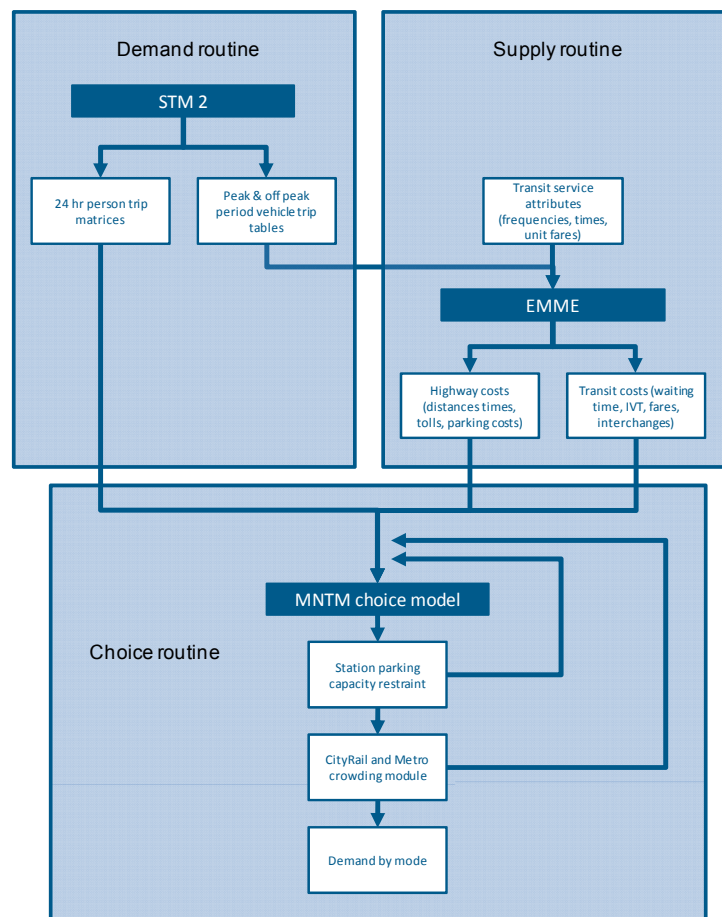 Demand routine
Supply routine
STM 2
24 hr person trip
matrices
Peak & off peak
period vehicle trip
tables
Transit service
attributes
(frequencies, times,
unit fares)
EMME
Highway costs
(distances times,
tolls, parking costs)
Transit costs (waiting
time, IVT, fares,
interchanges)
MNTM choice model
Choice routine
Station parking
capacity restraint
CityRail and Metro
crowding module
Demand by mode